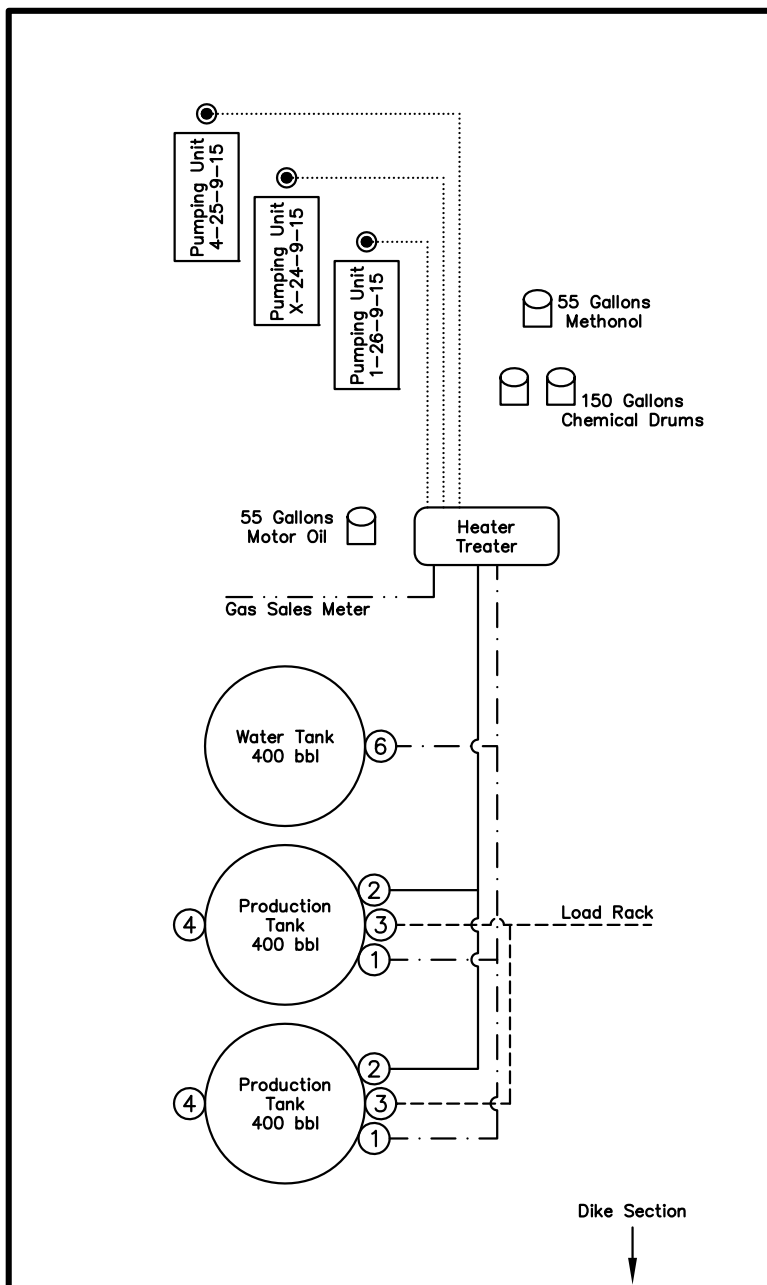 Pumping Unit
4-25-9-15
Pumping Unit
X-24-9-15
Pumping Unit
1-26-9-15
55 Gallons
Methonol
150 Gallons
Chemical Drums
55 Gallons
Motor Oil
Heater
Treater
Gas Sales Meter
Water Tank
400 bbl
6
Production
Tank
400 bbl
4
2
3
1
Load Rack
Production
Tank
400 bbl
4
2
3
1
Dike Section